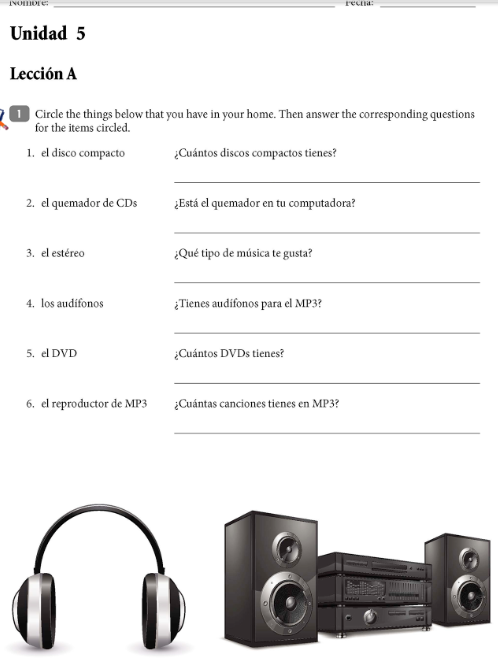 Unidad 5
Lección A
1 Circle the things below that you have in your home. Then answer the corresponding questions
for the items circled.
1. el disco compacto ¿Cuántos discos compactos tienes?
2. el quemador de CDs ¿Está el quemador en tu computadora?
3. el estéreo ¿Qué tipo de música te gusta?
4. los audífonos ¿Tienes audífonos para el MP3?
5. el DVD ¿Cuántos DVDs tienes?
6. el reproductor de MP3 ¿Cuántas canciones tienes en MP3?